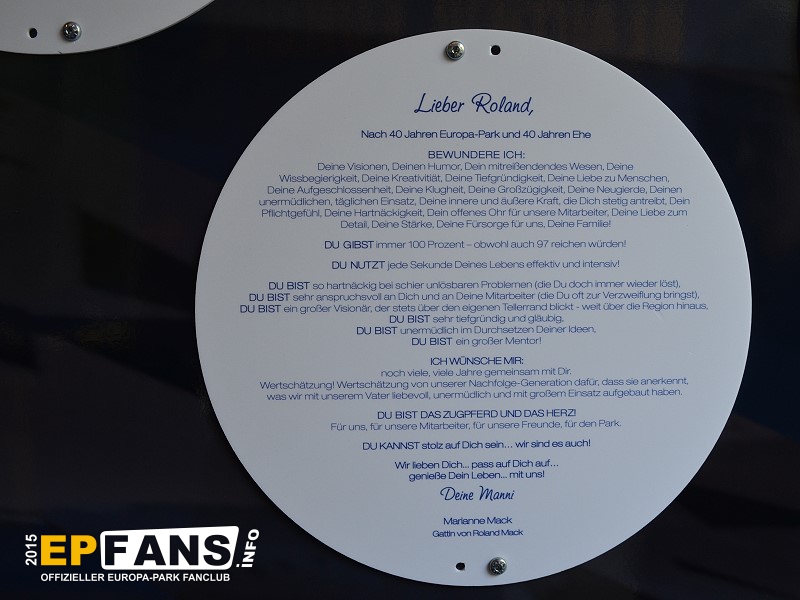 Lieber Roland,
Nach 40 Jahren Europa-Park und 40 Jahren Ehe
BEWUNDERE ICH:
Deine Visionen, Deinen Humor, Dein mitreißendendes Wesen, Deine
Wissbegierigkeit, Deine Kreativitiät, Deine Tiefgründigkeit, Deine Liebe zu Menschen,
Deine Aufgeschlossenheit, Deine Klugheit, Deine Großzügigkeit, Deine Neugierde, Deinen
unermüdlichen, täglichen Einsatz, Deine innere und äußere Kraft, die Dich stetig antreibt, Dein
Pflichtgefühl, Deine Hartnäckigkeit, Dein offenes Ohr für unsere Mitarbeiter, Deine Liebe zum
Detail, Deine Stärke, Deine Fürsorge für uns, Deine Familie!
DU GIBST immer 100 Prozent – obwohl auch 97 reichen würden!
DU NUTZT jede Sekunde Deines Lebens effektiv und intensiv!
DU BIST so hartnäckig bei schier unlösbaren Problemen (die Du doch immer wieder löst),
DU BIST sehr anspruchsvoll an Dich und an Deine Mitarbeiter (die Du oft zur Verzweiflung bringst),
DU BIST ein großer Visionär, der stets über den eigenen Tellerrand blickt - weit über die Region hinaus,
DU BIST sehr tiefgründig und gläubig,
DU BIST unermüdlich im Durchsetzen Deiner Ideen,
DU BIST ein großer Mentor!
ICH WÜNSCHE MIR:
noch viele, viele Jahre gemeinsam mit Dir.
Wertschätzung! Wertschätzung von unserer Nachfolge-Generation dafür, dass sie anerkennt,
was wir mit unserem Vater liebevoll, unermüdlich und mit großem Einsatz aufgebaut haben.
DU BIST DAS ZUGPFERD UND DAS HERZ!
Für uns, für unsere Mitarbeiter, für unsere Freunde, für den Park.
DU KANNST stolz auf Dich sein... wir sind es auch!
Wir lieben Dich... pass auf Dich auf...
genieße Dein Leben... mit uns!
Deine Manni
Marianne Mack
Gattin von Roland Mack
2015 EPFANS.iNFO
OFFIZIELLER EUROPA-PARK FANCLUB